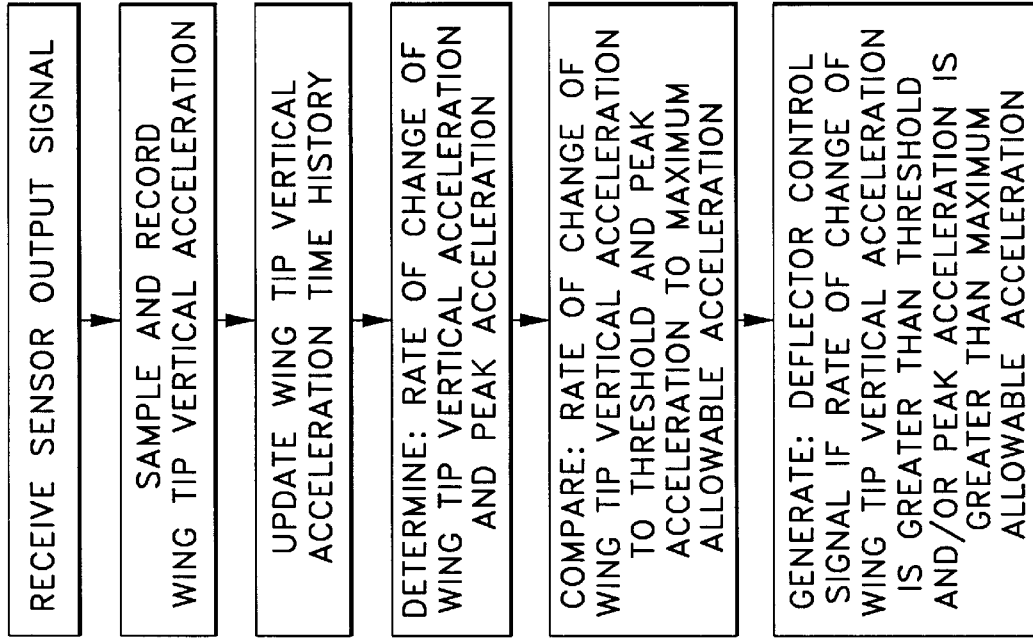 RECEIVE SENSOR OUTPUT SIGNAL
SAMPLE AND RECORD
WING TIP VERTICAL ACCELERATION
UPDATE WING TIP VERTICAL
ACCELERATION TIME HISTORY
DETERMINE: RATE OF CHANGE OF
WING TIP VERTICAL ACCELERATION
AND PEAK ACCELERATION
COMPARE: RATE OF CHANGE OF
WING TIP VERTICAL ACCELERATION
TO THRESHOLD AND PEAK
ACCELERATION TO MAXIMUM
ALLOWABLE ACCELERATION
GENERATE: DEFLECTOR CONTROL
SIGNAL IF RATE OF CHANGE OF
WING TIP VERTICAL ACCELERATION
IS GREATER THAN THRESHOLD
AND/OR PEAK ACCELERATION IS
GREATER THAN MAXIMUM
ALLOWABLE ACCELERATION